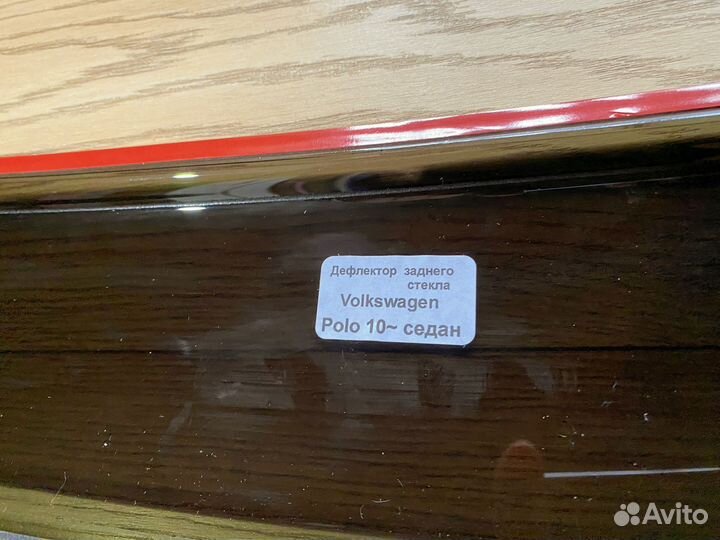 Дефлектор заднего
стекла
Volkswagen
Polo 10~ седан
Avito